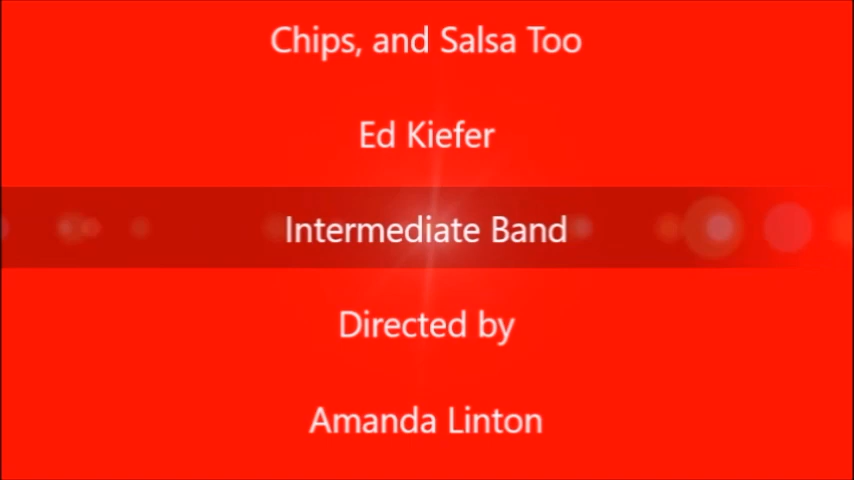 Chips, and Salsa Too
Ed Kiefer
Intermediate Band
Directed by
Amanda Linton